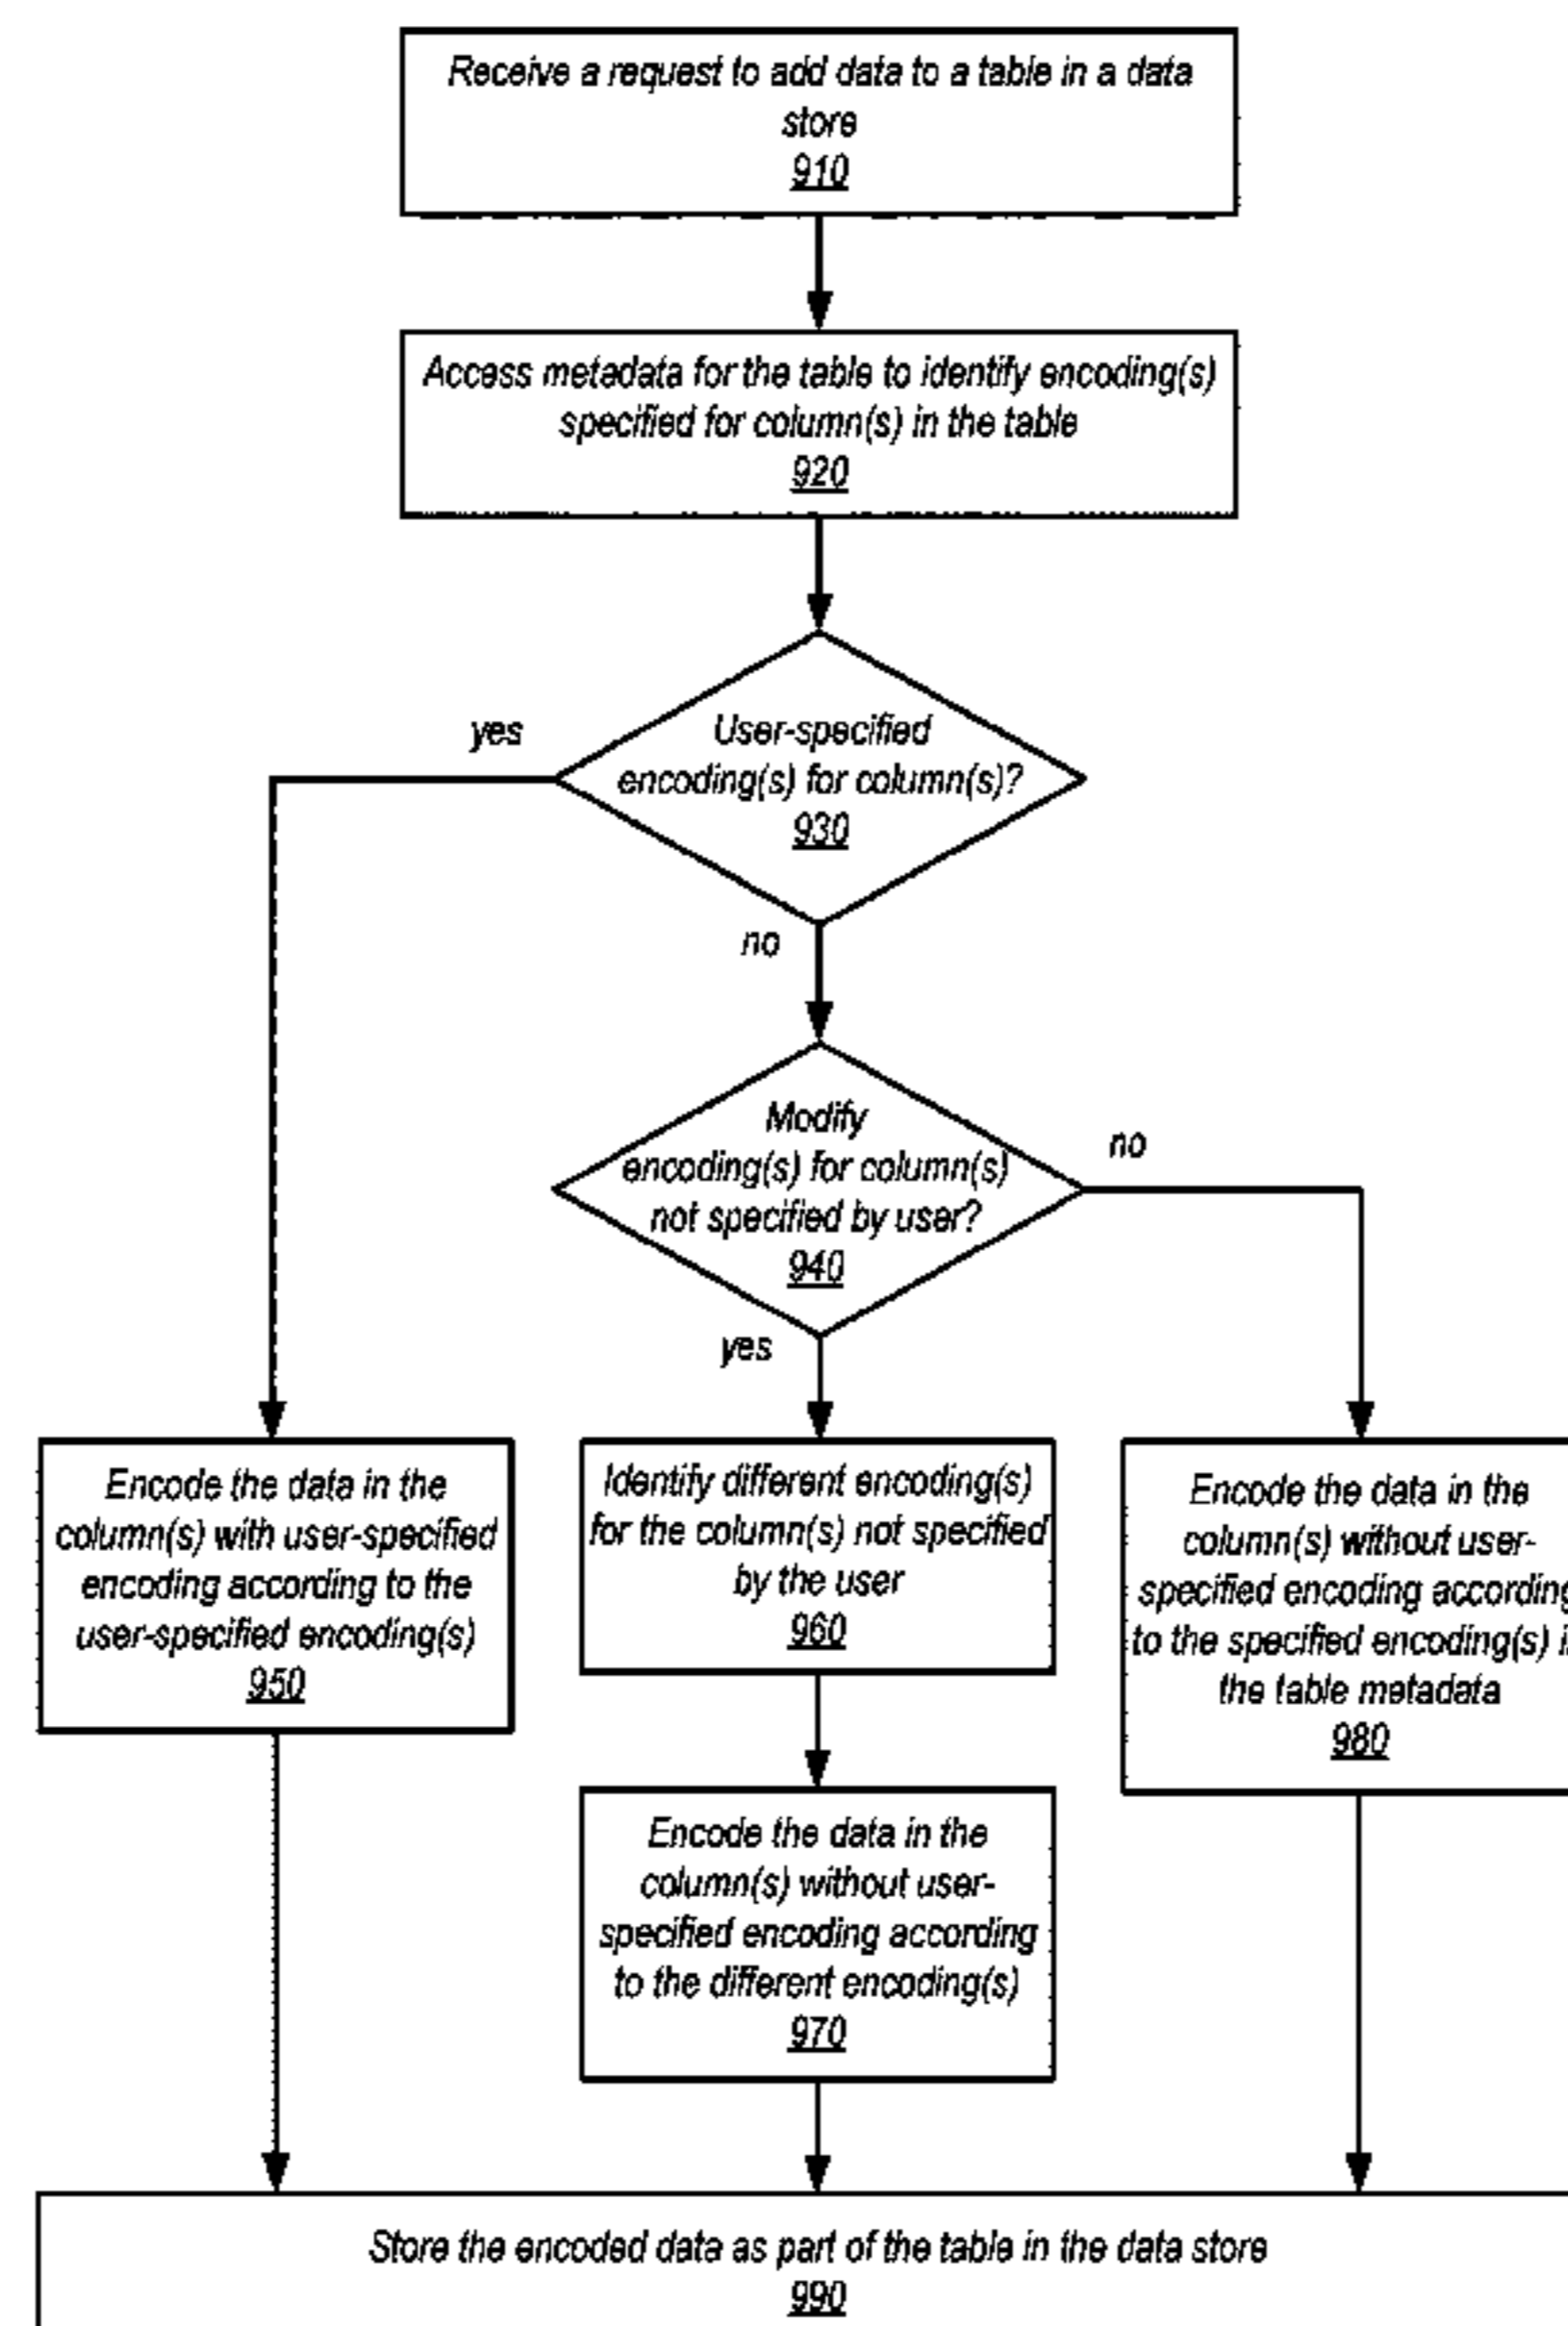 Receive a request to add data to a table in a data
store
910
Access metadata for the table to identify encoding(s)
specified for column(s) in the table
920
User-specified
encoding(s) for column(s)?
930
yes
no
Modify
encoding(s) for column(s)
not specified by user?
940
no
yes
Encode the data in the
column(s) with user-specified
encoding according to the
user-specified encoding(s)
950
Identify different encoding(s)
for the column(s) not specified
by the user
960
Encode the data in the
column(s) without user-
specified encoding according
to the specified encoding(s)
the table metadata
980
Encode the data in the
column(s) without user-
specified encoding according
to the different encoding(s)
970
Store the encoded data as part of the table in the data store
990